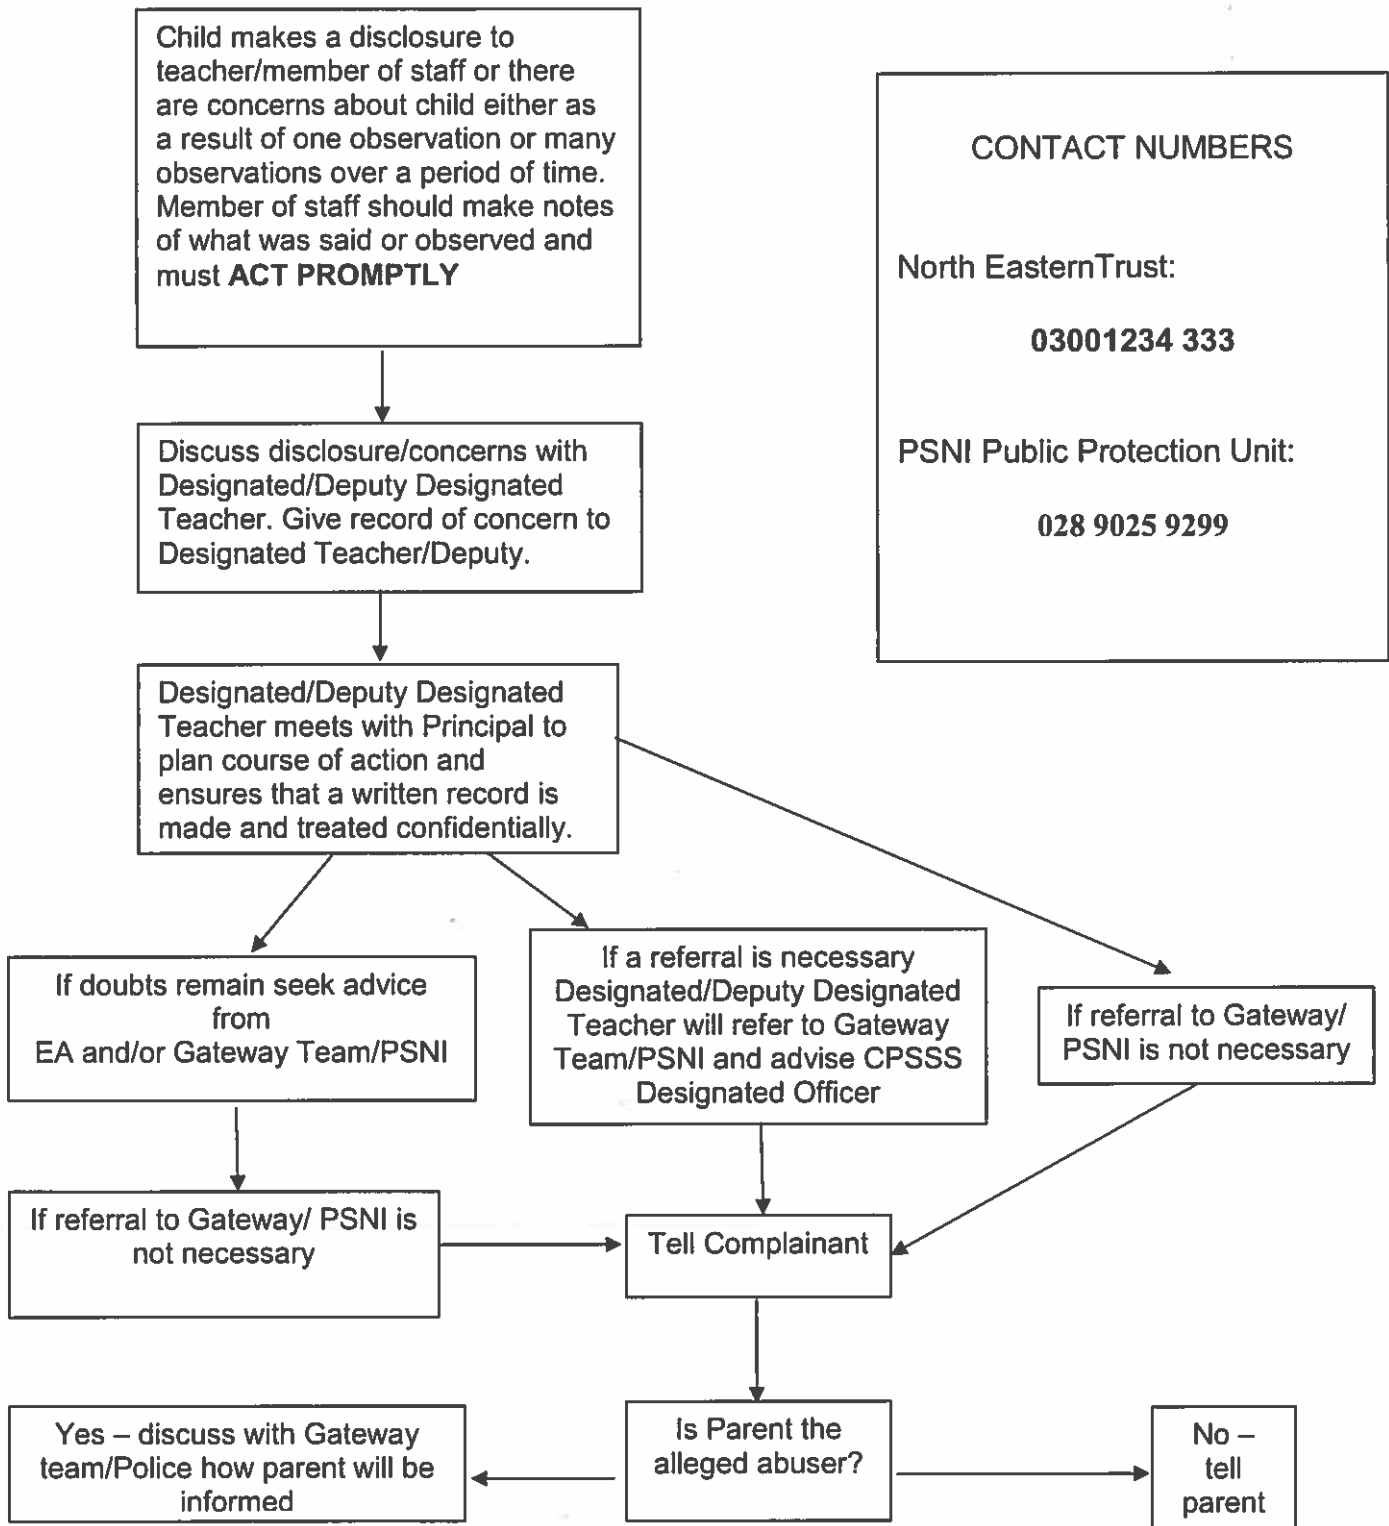 Child makes a disclosure to
teacher/member of staff or there
are concerns about child either as
a result of one observation or many
observations over a period of time.
Member of staff should make notes
of what was said or observed and
must ACT PROMPTLY
CONTACT NUMBERS
North EasternTrust:
03001234 333
PSNI Public Protection Unit:
028 9025 9299
Discuss disclosure/concerns with
Designated/Deputy Designated
Teacher. Give record of concern to
Designated Teacher/Deputy.
Designated/Deputy Designated
Teacher meets with Principal to
plan course of action and
ensures that a written record is
made and treated confidentially.
If doubts remain seek advice
from
EA and/or Gateway Team/PSNI
If a referral is necessary
Designated/Deputy Designated
Teacher will refer to Gateway
Team/PSNI and advise CPSSS
Designated Officer
If referral to Gateway/
PSNI is not necessary
If referral to Gateway/ PSNI is
not necessary
Tell Complainant
Yes – discuss with Gateway
team/Police how parent will be
informed
Is Parent the
alleged abuser?
No –
tell
parent